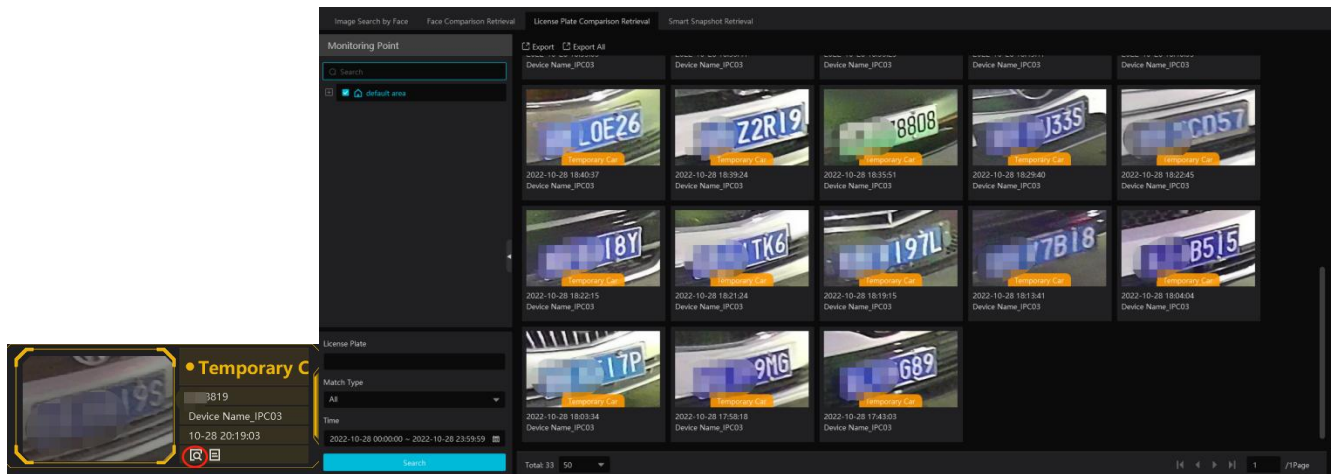 Image Search by Face
Face Comparison Retrieval
License Plate Comparison Retrieval
Smart Snapshot Retrieval
Monitoring Point
Export
Export All
Search
default area
Device Name_IPC03
Device Name_IPC03
Device Name_IPC03
Device Name_IPC03
Device Name_IPC03
LOE26
Z2R19
8808
U33S
CD57
Temporary Car
Temporary Car
Temporary Car
Temporary Car
Temporary Car
2022-10-28 18:40:37
2022-10-28 18:39:24
2022-10-28 18:35:51
2022-10-28 18:29:40
2022-10-28 18:22:45
Device Name_IPC03
Device Name_IPC03
Device Name_IPC03
Device Name_IPC03
Device Name_IPC03
18Y
TK6
197L
7B18
B515
Temporary Car
Temporary Car
Temporary Car
Temporary Car
Temporary Car
2022-10-28 18:22:15
2022-10-28 18:21:24
2022-10-28 18:19:15
2022-10-28 18:13:41
2022-10-28 18:04:04
Device Name_IPC03
Device Name_IPC03
Device Name_IPC03
Device Name_IPC03
Device Name_IPC03
17P
9MG
G89
Temporary Car
Temporary Car
Temporary Car
2022-10-28 18:03:34
2022-10-28 17:58:18
2022-10-28 17:43:03
Device Name_IPC03
Device Name_IPC03
Device Name_IPC03
License Plate
Match Type
All
Time
2022-10-28 00:00:00 ~ 2022-10-28 23:59:59
Search
Total: 33
50
1
/1Page
Temporary C
819
Device Name_IPC03
10-28 20:19:03